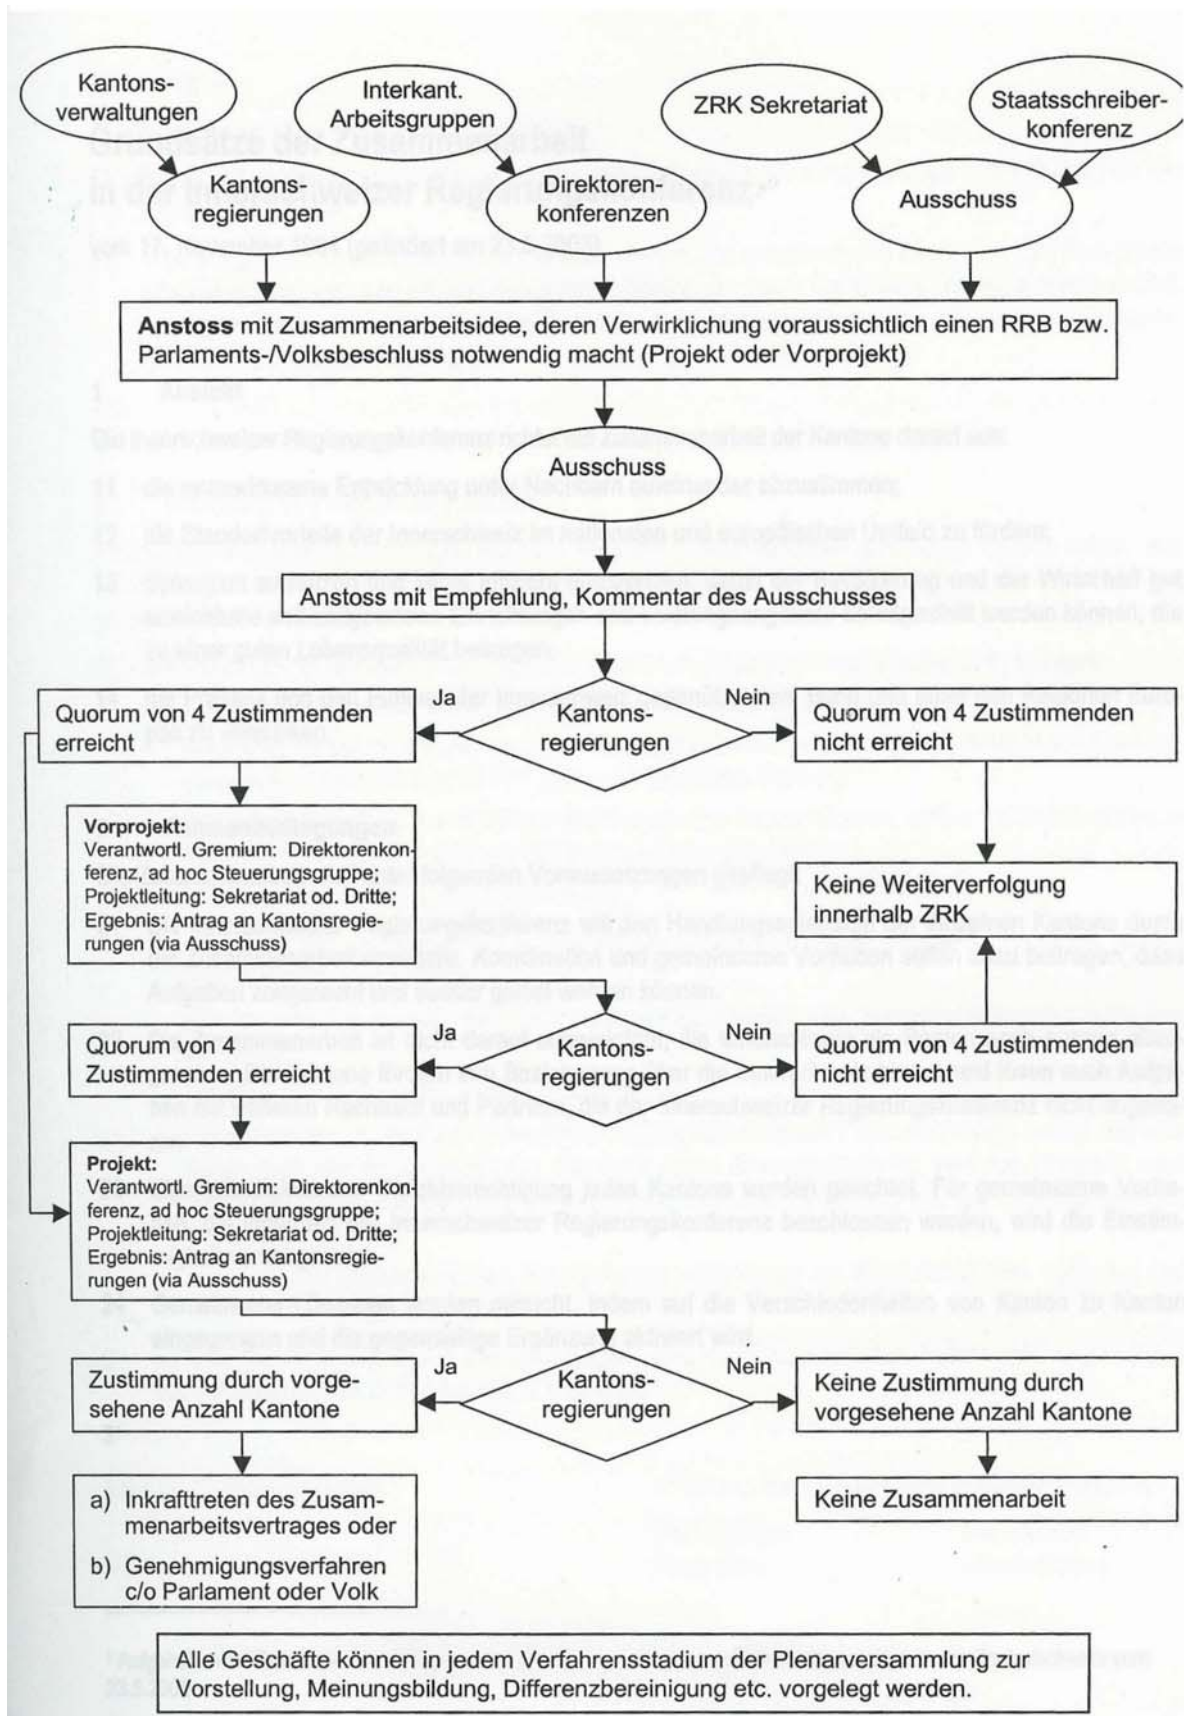 Kantons-
verwaltungen
Interkant.
Arbeitsgruppen
ZRK Sekretariat
Staatsschreiber-
konferenz
Kantons-
regierungen
Direktoren-
konferenzen
Ausschuss
Anstoss mit Zusammenarbeitsidee, deren Verwirklichung voraussichtlich einen RRB bzw.
Parlaments-/Volksbeschluss notwendig macht (Projekt oder Vorprojekt)
Ausschuss
Anstoss mit Empfehlung, Kommentar des Ausschusses
Quorum von 4 Zustimmenden
erreicht
Ja
Kantons-
regierungen
Nein
Quorum von 4 Zustimmenden
nicht erreicht
Vorprojekt:
Verantwortl. Gremium: Direktorenkon-
ferenz, ad hoc Steuerungsgruppe;
Projektleitung: Sekretariat od. Dritte;
Ergebnis: Antrag an Kantonsregie-
rungen (via Ausschuss)
Keine Weiterverfolgung
innerhalb ZRK
Quorum von 4
Zustimmenden erreicht
Ja
Kantons-
regierungen
Nein
Quorum von 4 Zustimmenden
nicht erreicht
Projekt:
Verantwortl. Gremium: Direktorenkon-
ferenz, ad hoc Steuerungsgruppe;
Projektleitung: Sekretariat od. Dritte;
Ergebnis: Antrag an Kantonsregie-
rungen (via Ausschuss)
Zustimmung durch vorge-
sehene Anzahl Kantone
Ja
Kantons-
regierungen
Nein
Keine Zustimmung durch
vorgesehene Anzahl Kantone
a) Inkrafttreten des Zusam-
menarbeitsvertrages oder
b) Genehmigungsverfahren
c/o Parlament oder Volk
Keine Zusammenarbeit
Alle Geschäfte können in jedem Verfahrensstadium der Plenarversammlung zur
Vorstellung, Meinungsbildung, Differenzbereinigung etc. vorgelegt werden.